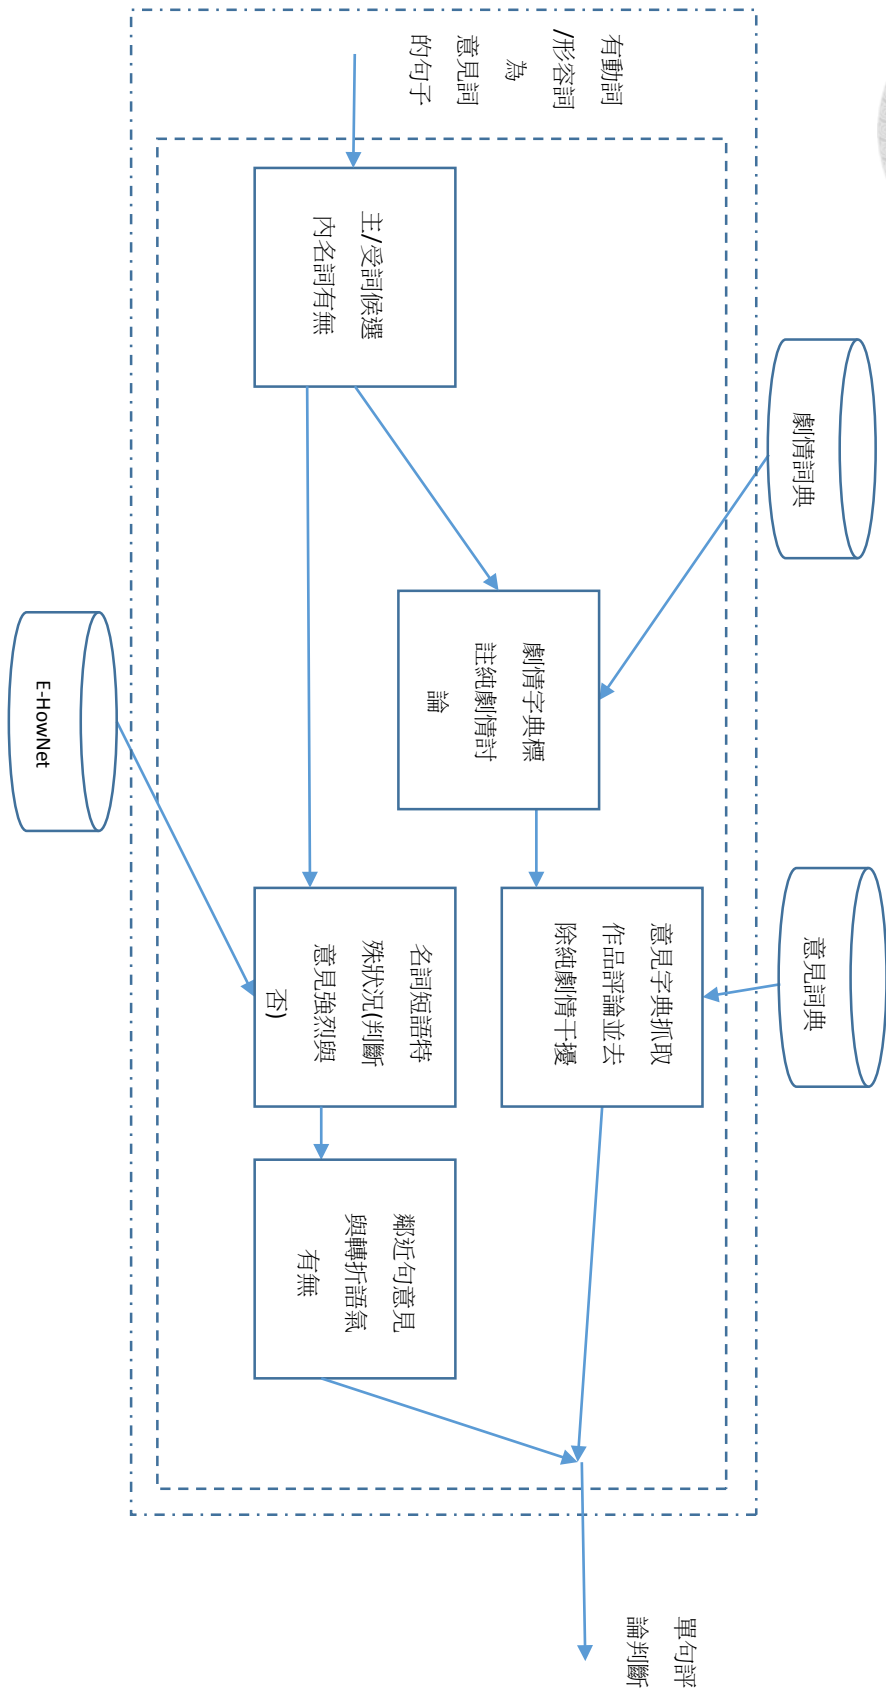 有動詞
/形容詞
為
意見詞
的句子
主/受詞候選
內名詞有無
劇情詞典
劇情字典標
註純劇情討
論
E-HowNet
意見詞典
意見字典抓取
作品評論並去
除純劇情干擾
名詞短語特
殊狀況(判斷
意見強烈與
否)
鄰近句意見
與轉折語氣
有無
單句評
論判斷